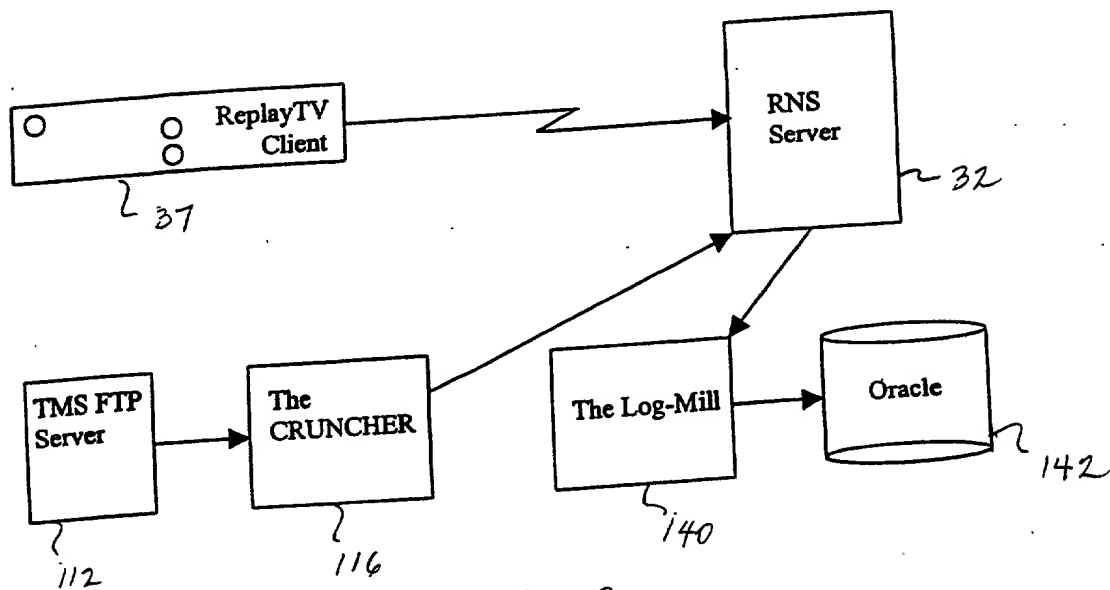 ReplayTV
Client
37
RNS
Server
32
TMS FTP
Server
112
The
CRUNCHER
116
The Log-Mill
140
Oracle
142